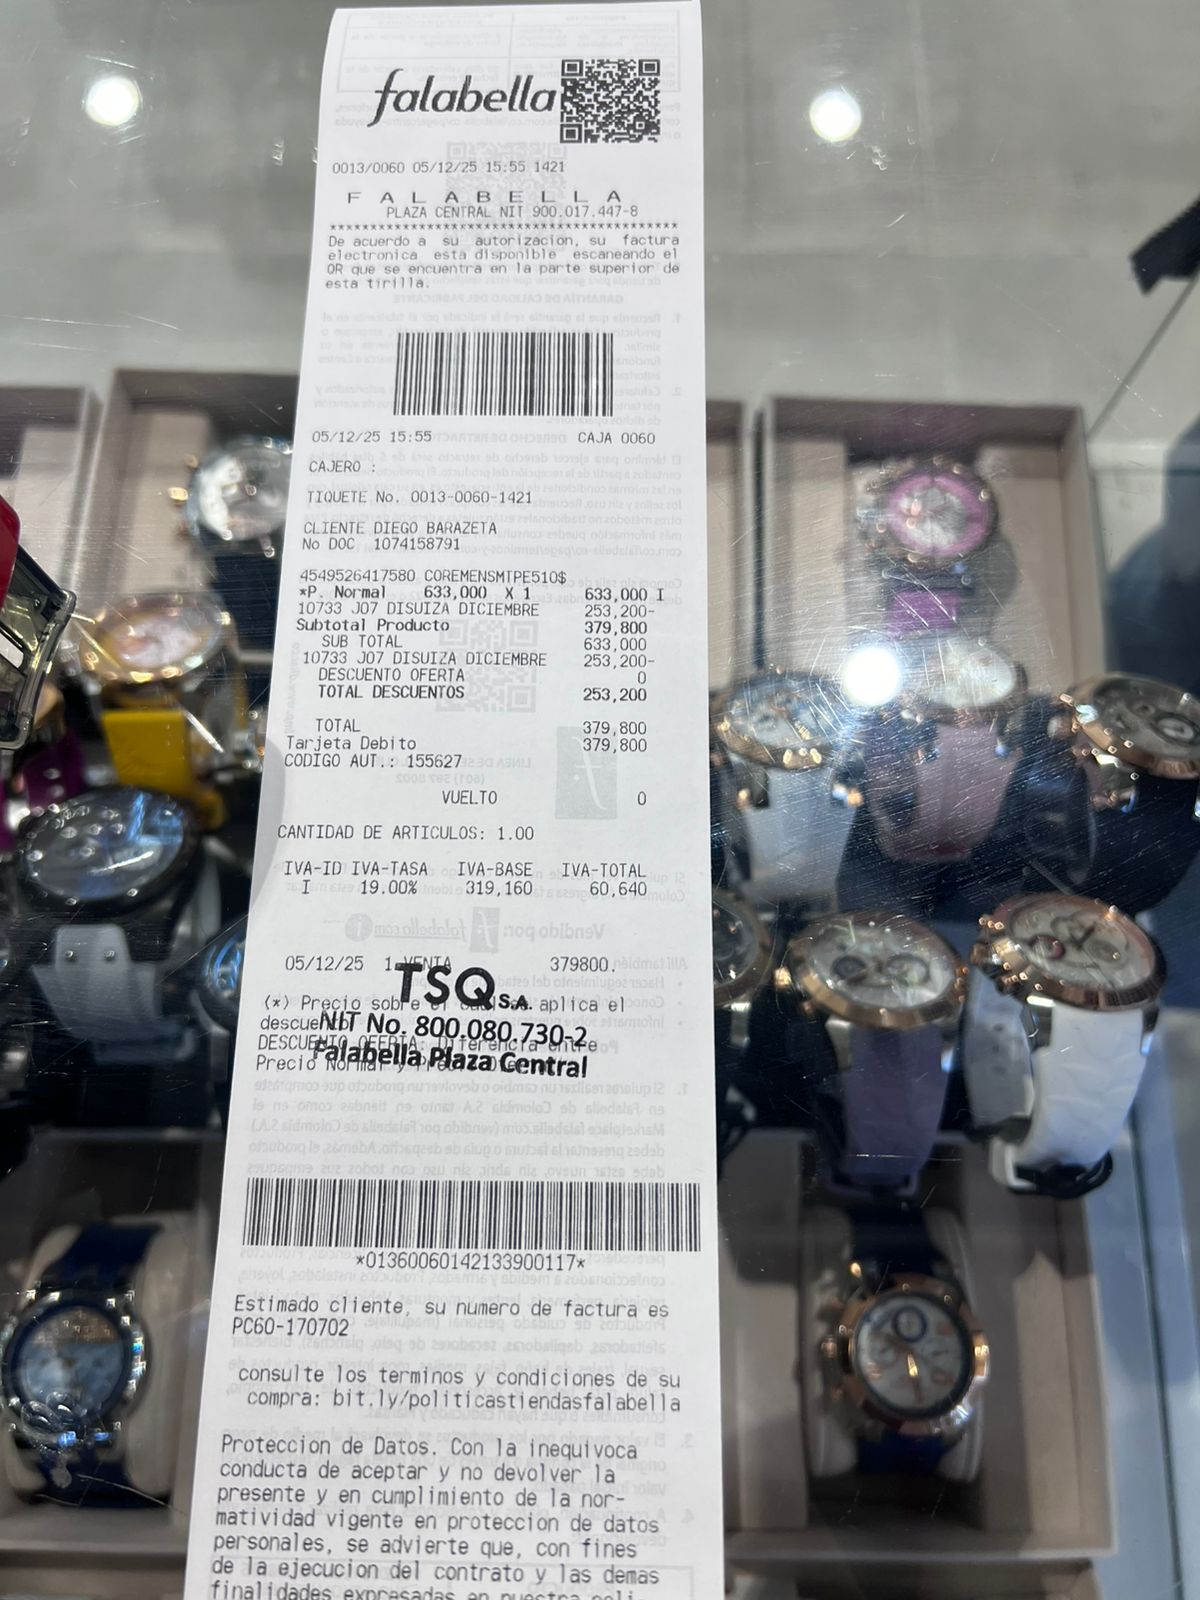 falabella
0013/0060 05/12/25 15:55 1421
F A L A B E L L A
PLAZA CENTRAL NIT 900.017.447-8
****************************************
De acuerdo a su autorizacion, su factura
electronica esta disponible escaneando el
QR que se encuentra en la parte superior de
esta tirilla.
05/12/25 15:55 CAJA 0060
CAJERO :
TIQUETE No. 0013-0060-1421
CLIENTE DIEGO BARAZETA
No DOC 1074158791
4549526417580 COREMENSMTPE510$
*P. Normal 633,000 X 1 633,000 I
10733 J07 DISUIZA DICIEMBRE 253,200-
Subtotal Producto 379,800
SUB TOTAL 633,000
10733 J07 DISUIZA DICIEMBRE 253,200-
DESCUENTO OFERTA 0
TOTAL DESCUENTOS 253,200
TOTAL 379,800
Tarjeta Debito 379,800
CODIGO AUT.: 155627
VUELTO 0
CANTIDAD DE ARTICULOS: 1.00
IVA-ID IVA-TASA IVA-BASE IVA-TOTAL
I 19.00% 319,160 60,640
05/12/25 1 VENTA 379800.
TSQ S.A.
(*) Precio sobre el aplica el
descuento
NIT No. 800.080.730-2
DESCUENTO OFERTA: Diferencia entre
Falabella Plaza Central
Precio Normal y
*01360060142133900117*
Estimado cliente, su numero de factura es
PC60-170702
consulte los terminos y condiciones de su
compra: bit.ly/politicastiendasfalabella
Proteccion de Datos. Con la inequivoca
conducta de aceptar y no devolver la
presente y en cumplimiento de la nor-
matividad vigente en proteccion de datos
personales, se advierte que, con fines
de la ejecucion del contrato y las demas
finalidades expresadas en nuestra poli-